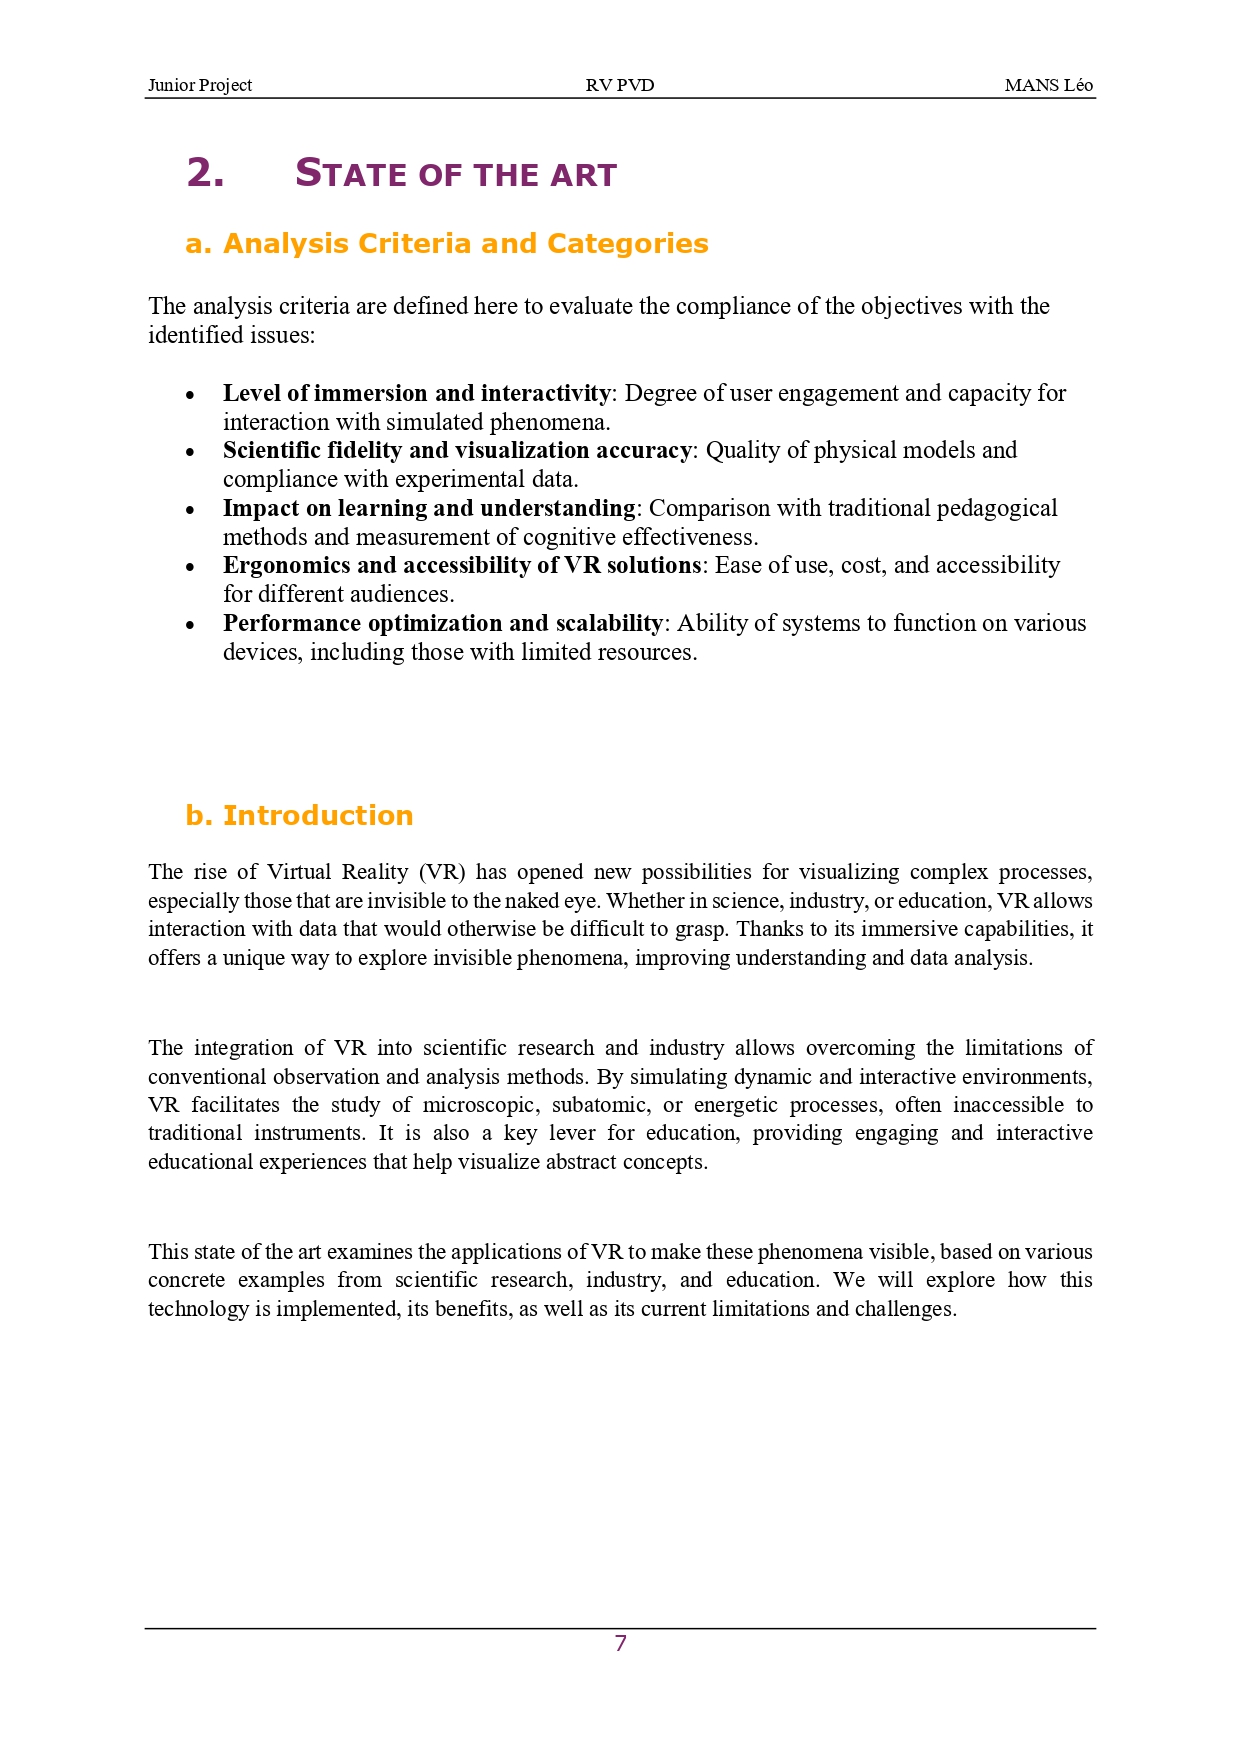 Junior Project RV PVD MANS Léo
2. STATE OF THE ART
a. Analysis Criteria and Categories
The analysis criteria are defined here to evaluate the compliance of the objectives with the
identified issues:
• Level of immersion and interactivity: Degree of user engagement and capacity for
interaction with simulated phenomena.
• Scientific fidelity and visualization accuracy: Quality of physical models and
compliance with experimental data.
• Impact on learning and understanding: Comparison with traditional pedagogical
methods and measurement of cognitive effectiveness.
• Ergonomics and accessibility of VR solutions: Ease of use, cost, and accessibility
for different audiences.
• Performance optimization and scalability: Ability of systems to function on various
devices, including those with limited resources.
b. Introduction
The rise of Virtual Reality (VR) has opened new possibilities for visualizing complex processes,
especially those that are invisible to the naked eye. Whether in science, industry, or education, VR allows
interaction with data that would otherwise be difficult to grasp. Thanks to its immersive capabilities, it
offers a unique way to explore invisible phenomena, improving understanding and data analysis.
The integration of VR into scientific research and industry allows overcoming the limitations of
conventional observation and analysis methods. By simulating dynamic and interactive environments,
VR facilitates the study of microscopic, subatomic, or energetic processes, often inaccessible to
traditional instruments. It is also a key lever for education, providing engaging and interactive
educational experiences that help visualize abstract concepts.
This state of the art examines the applications of VR to make these phenomena visible, based on various
concrete examples from scientific research, industry, and education. We will explore how this
technology is implemented, its benefits, as well as its current limitations and challenges.
7